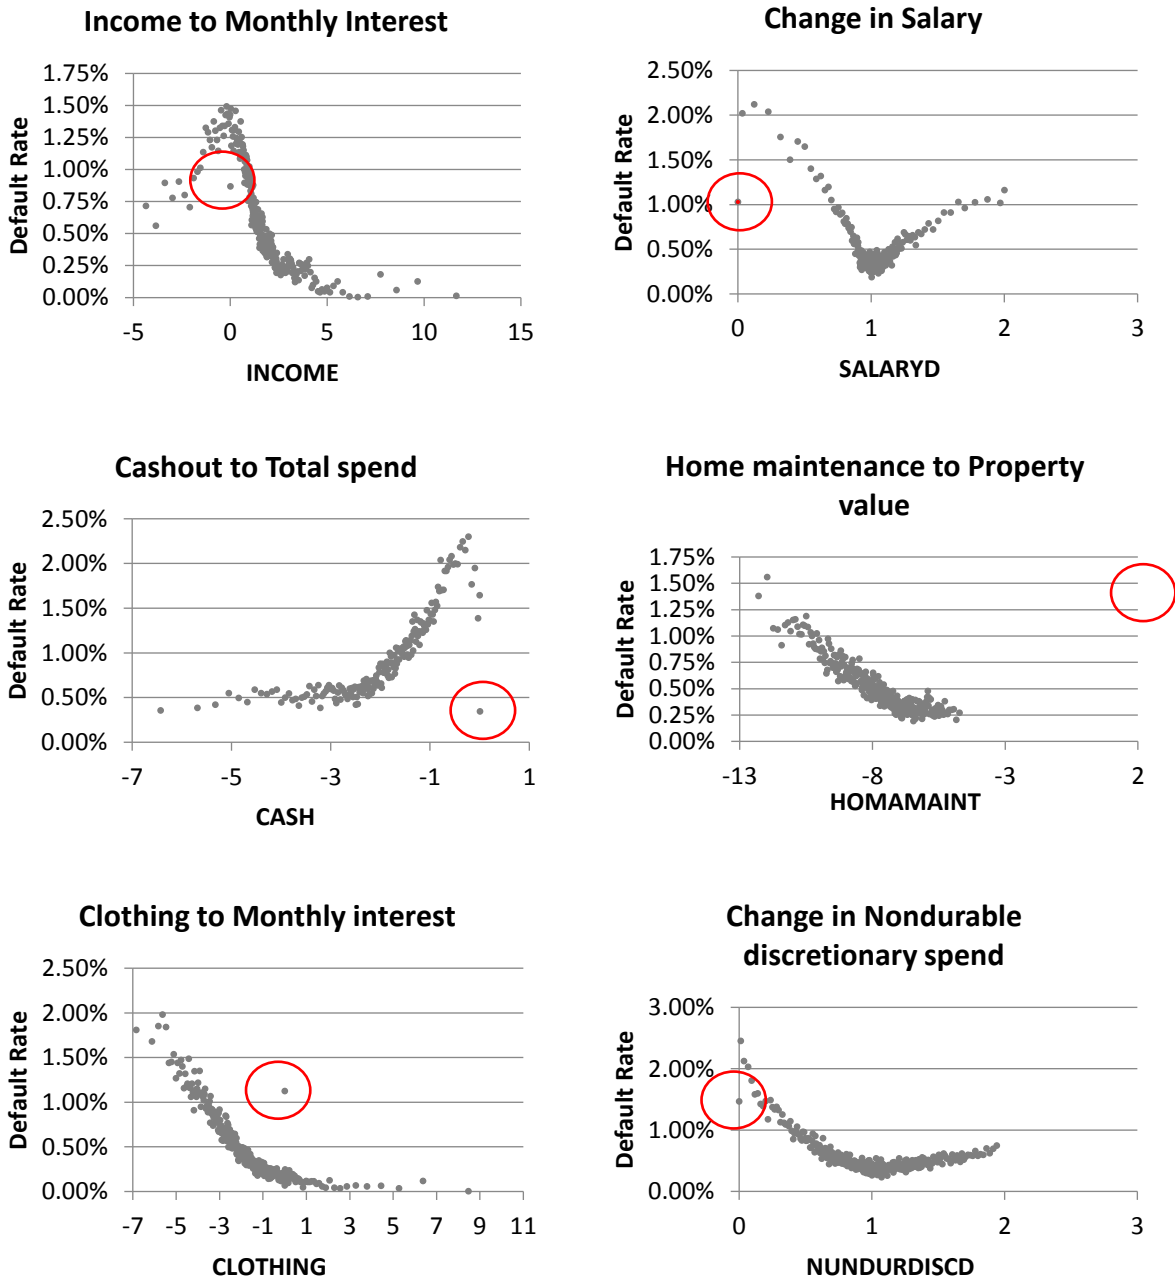 Income to Monthly Interest
1.75%
1.50%
1.25%
1.00%
0.75%
0.50%
0.25%
0.00%
Default Rate
-5 0 5 10 15
INCOME
Change in Salary
2.50%
2.00%
1.50%
1.00%
0.50%
0.00%
Default Rate
0 1 2 3
SALARYD
Cashout to Total spend
2.50%
2.00%
1.50%
1.00%
0.50%
0.00%
Default Rate
-7 -5 -3 -1 1
CASH
Home maintenance to Property
value
1.75%
1.50%
1.25%
1.00%
0.75%
0.50%
0.25%
0.00%
Default Rate
-13 -8 -3 2
HOMAMAINT
Clothing to Monthly interest
2.50%
2.00%
1.50%
1.00%
0.50%
0.00%
Default Rate
-7 -5 -3 -1 1 3 5 7 9 11
CLOTHING
Change in Nondurable
discretionary spend
3.00%
2.00%
1.00%
0.00%
Default Rate
0 1 2 3
NUNDURDISCD